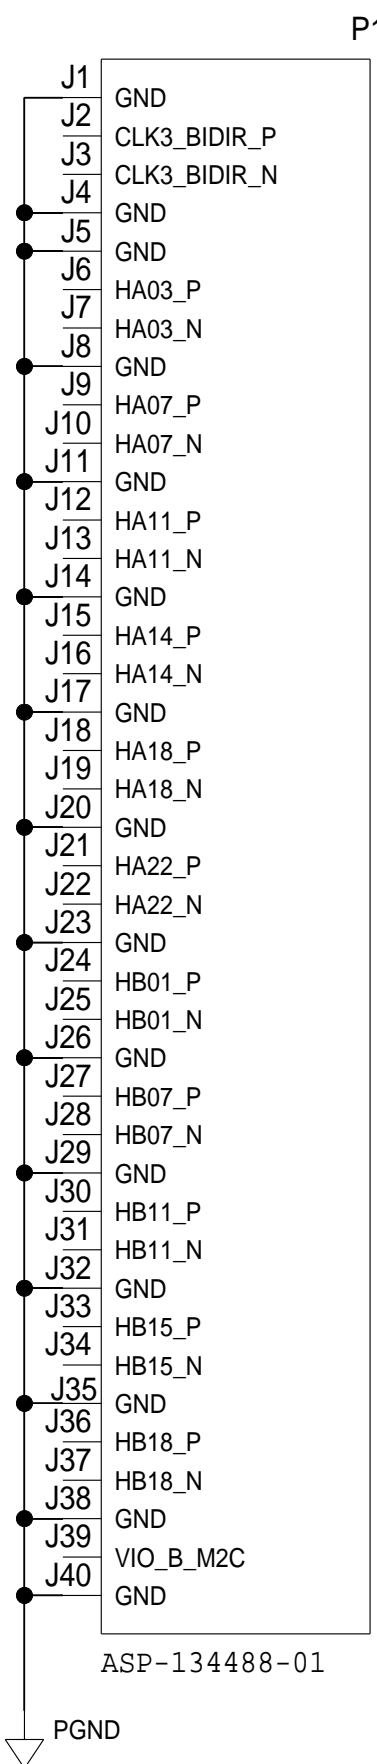 P1
J1 GND
J2 CLK3_BIDIR_P
J3 CLK3_BIDIR_N
J4 GND
J5 GND
J6 HA03_P
J7 HA03_N
J8 GND
J9 HA07_P
J10 HA07_N
J11 GND
J12 HA11_P
J13 HA11_N
J14 GND
J15 HA14_P
J16 HA14_N
J17 GND
J18 HA18_P
J19 HA18_N
J20 GND
J21 HA22_P
J22 HA22_N
J23 GND
J24 HB01_P
J25 HB01_N
J26 GND
J27 HB07_P
J28 HB07_N
J29 GND
J30 HB11_P
J31 HB11_N
J32 GND
J33 HB15_P
J34 HB15_N
J35 GND
J36 HB18_P
J37 HB18_N
J38 GND
J39 VIO_B_M2C
J40 GND
ASP-134488-01
PGND